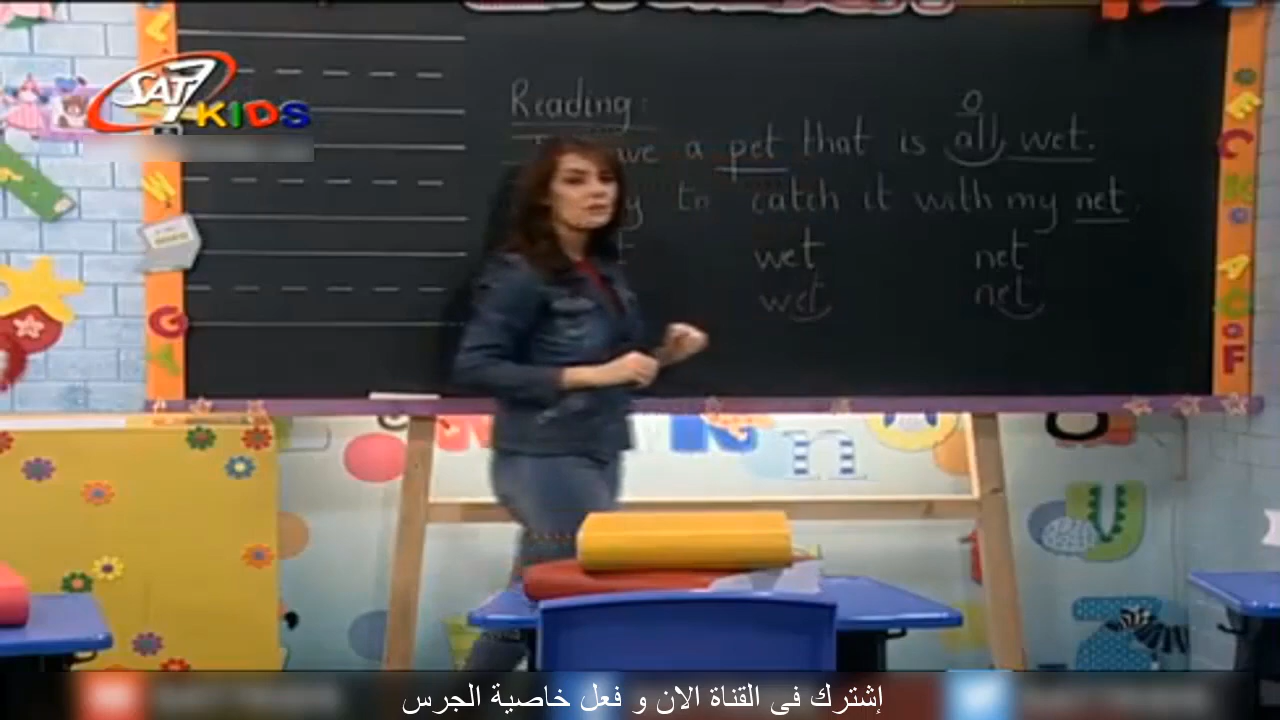 SAT7
KIDS
Reading:
a pet that is all wet.
o
to catch it with my net.
wet net
wet net
إشترك فى القناة الان و فعل خاصية الجرس